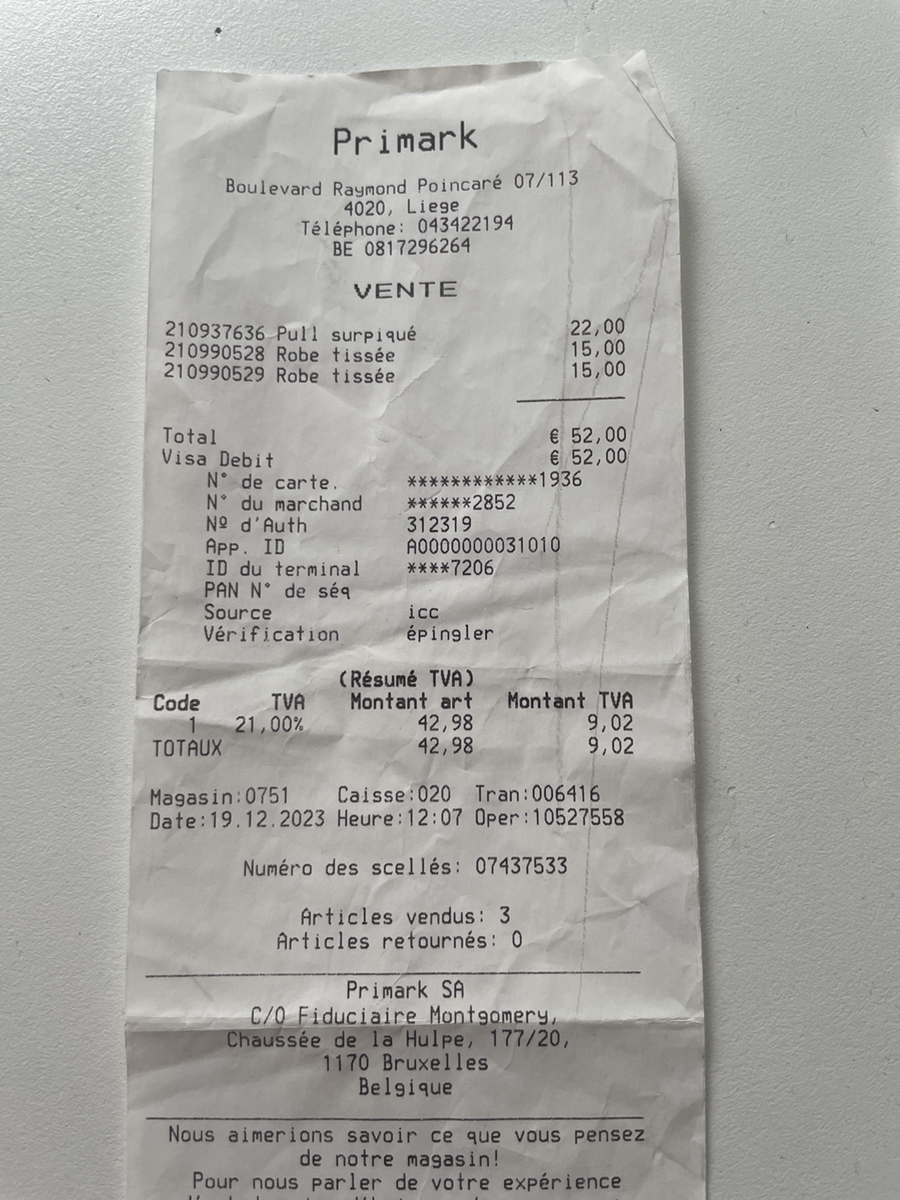 Primark
Boulevard Raymond Poincaré 07/113
4020, Liege
Téléphone: 043422194
BE 0817296264
VENTE
210937636 Pull surpiqué 22,00
210990528 Robe tissée 15,00
210990529 Robe tissée 15,00
Total € 52,00
Visa Debit € 52,00
N° de carte. ************1936
N° du marchand ******2852
Nº d'Auth 312319
App. ID A0000000031010
ID du terminal ****7206
PAN N° de séq
Source icc
Vérification épingler
(Résumé TVA)
Code TVA Montant art Montant TVA
1 21,00% 42,98 9,02
TOTAUX 42,98 9,02
Magasin:0751 Caisse:020 Tran:006416
Date:19.12.2023 Heure:12:07 Oper:10527558
Numéro des scellés: 07437533
Articles vendus: 3
Articles retournés: 0
Primark SA
C/O Fiduciaire Montgomery,
Chaussée de la Hulpe, 177/20,
1170 Bruxelles
Belgique
Nous aimerions savoir ce que vous pensez
de notre magasin!
Pour nous parler de votre expérience